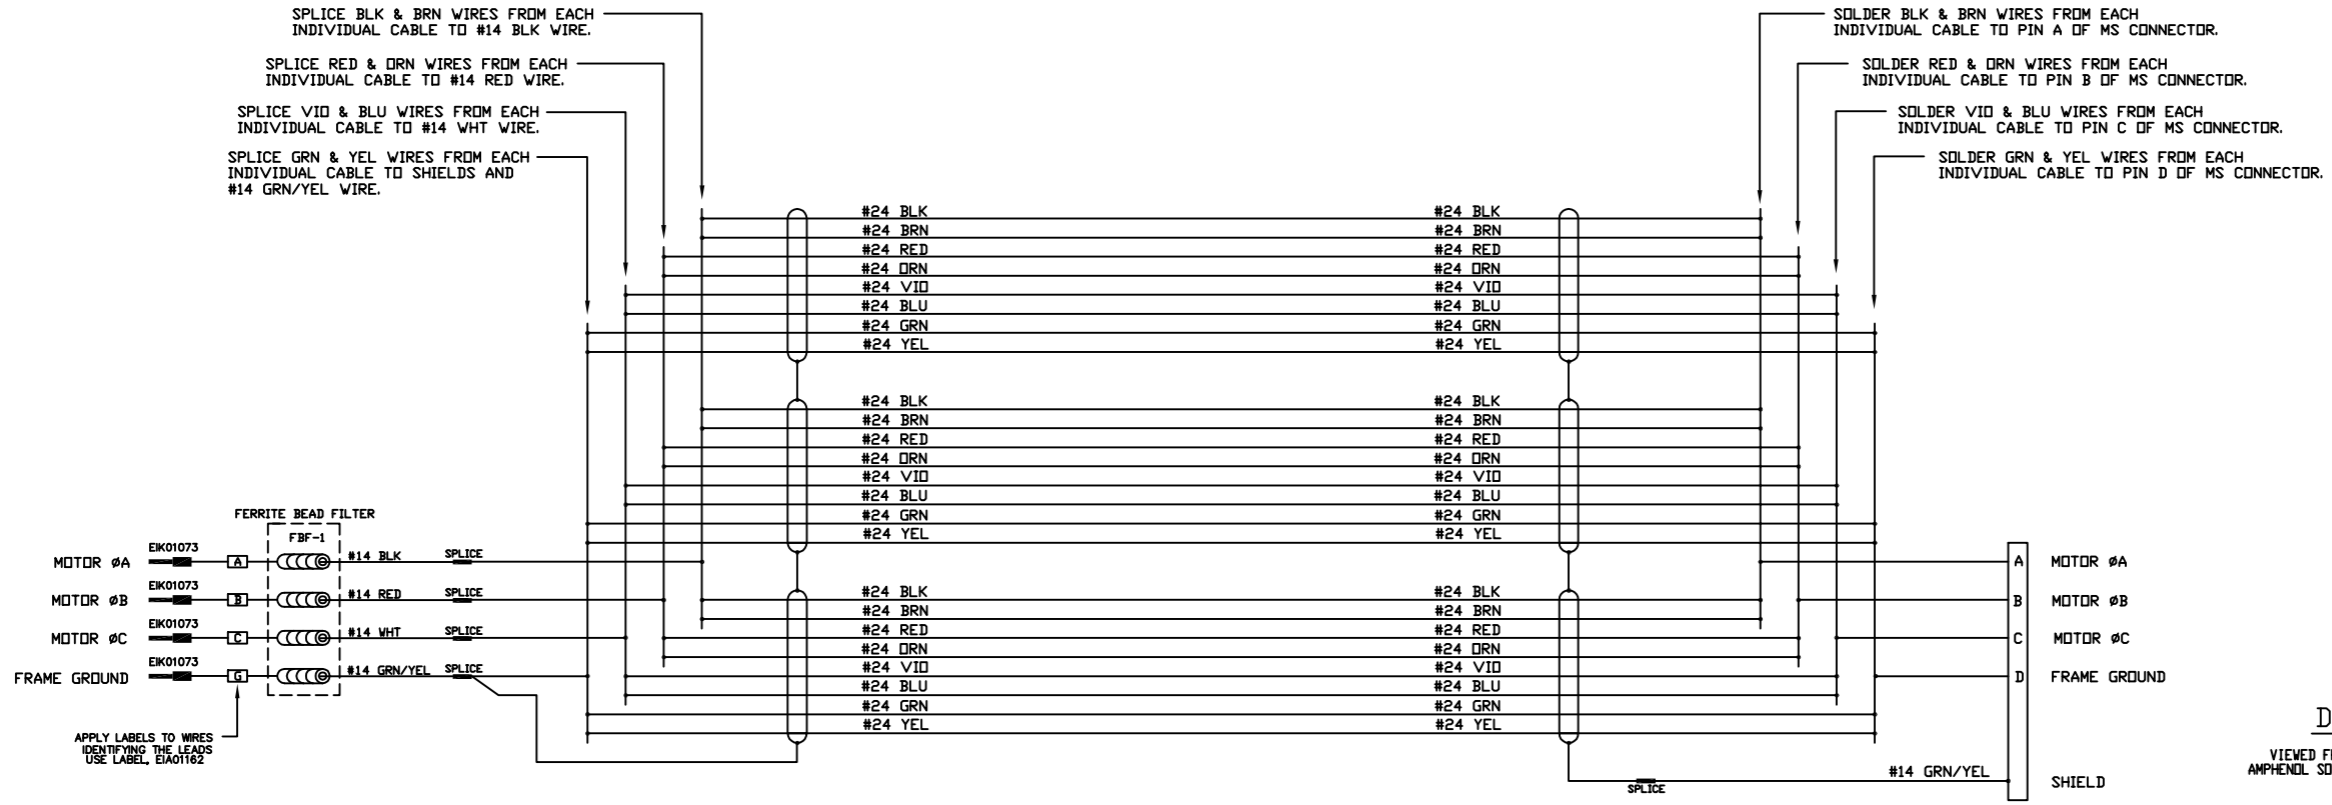 SPLICE BLK & BRN WIRES FROM EACH
INDIVIDUAL CABLE TO #14 BLK WIRE.
SPLICE RED & ORN WIRES FROM EACH
INDIVIDUAL CABLE TO #14 RED WIRE.
SPLICE VIO & BLU WIRES FROM EACH
INDIVIDUAL CABLE TO #14 WHT WIRE.
SPLICE GRN & YEL WIRES FROM EACH
INDIVIDUAL CABLE TO SHIELDS AND
#14 GRN/YEL WIRE.
SOLDER BLK & BRN WIRES FROM EACH
INDIVIDUAL CABLE TO PIN A OF MS CONNECTOR.
SOLDER RED & ORN WIRES FROM EACH
INDIVIDUAL CABLE TO PIN B OF MS CONNECTOR.
SOLDER VIO & BLU WIRES FROM EACH
INDIVIDUAL CABLE TO PIN C OF MS CONNECTOR.
SOLDER GRN & YEL WIRES FROM EACH
INDIVIDUAL CABLE TO PIN D OF MS CONNECTOR.
#24 BLK #24 BLK
#24 BRN #24 BRN
#24 RED #24 RED
#24 ORN #24 ORN
#24 VIO #24 VIO
#24 BLU #24 BLU
#24 GRN #24 GRN
#24 YEL #24 YEL
#24 BLK #24 BLK
#24 BRN #24 BRN
#24 RED #24 RED
#24 ORN #24 ORN
#24 VIO #24 VIO
#24 BLU #24 BLU
#24 GRN #24 GRN
#24 YEL #24 YEL
#24 BLK #24 BLK
#24 BRN #24 BRN
#24 RED #24 RED
#24 ORN #24 ORN
#24 VIO #24 VIO
#24 BLU #24 BLU
#24 GRN #24 GRN
#24 YEL #24 YEL
FERRITE BEAD FILTER
FBF-1
MOTOR ØA EIK01073 A #14 BLK SPLICE
MOTOR ØB EIK01073 B #14 RED SPLICE
MOTOR ØC EIK01073 C #14 WHT SPLICE
FRAME GROUND EIK01073 G #14 GRN/YEL SPLICE
APPLY LABELS TO WIRES
IDENTIFYING THE LEADS
USE LABEL, EIA01162
A MOTOR ØA
B MOTOR ØB
C MOTOR ØC
D FRAME GROUND
#14 GRN/YEL SHIELD
SPLICE
D
VIEWED
AMPHENOL